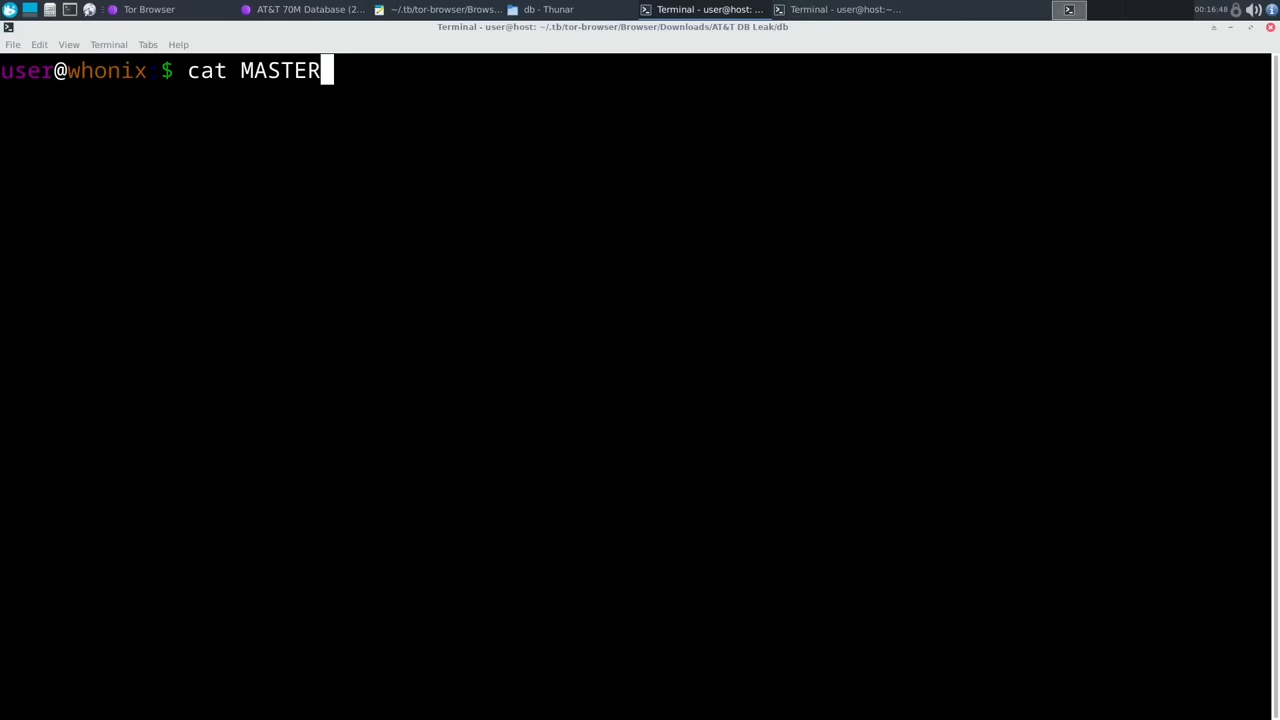 Tor Browser AT&T 70M Database (2... ~/.tb/tor-browser/Brows... db - Thunar Terminal - user@host: ... Terminal - user@host:~... 00:16:48
Terminal - user@host: ~/.tb/tor-browser/Browser/Downloads/AT&T DB Leak/db
File Edit View Terminal Tabs Help
user@whonix $ cat MASTER